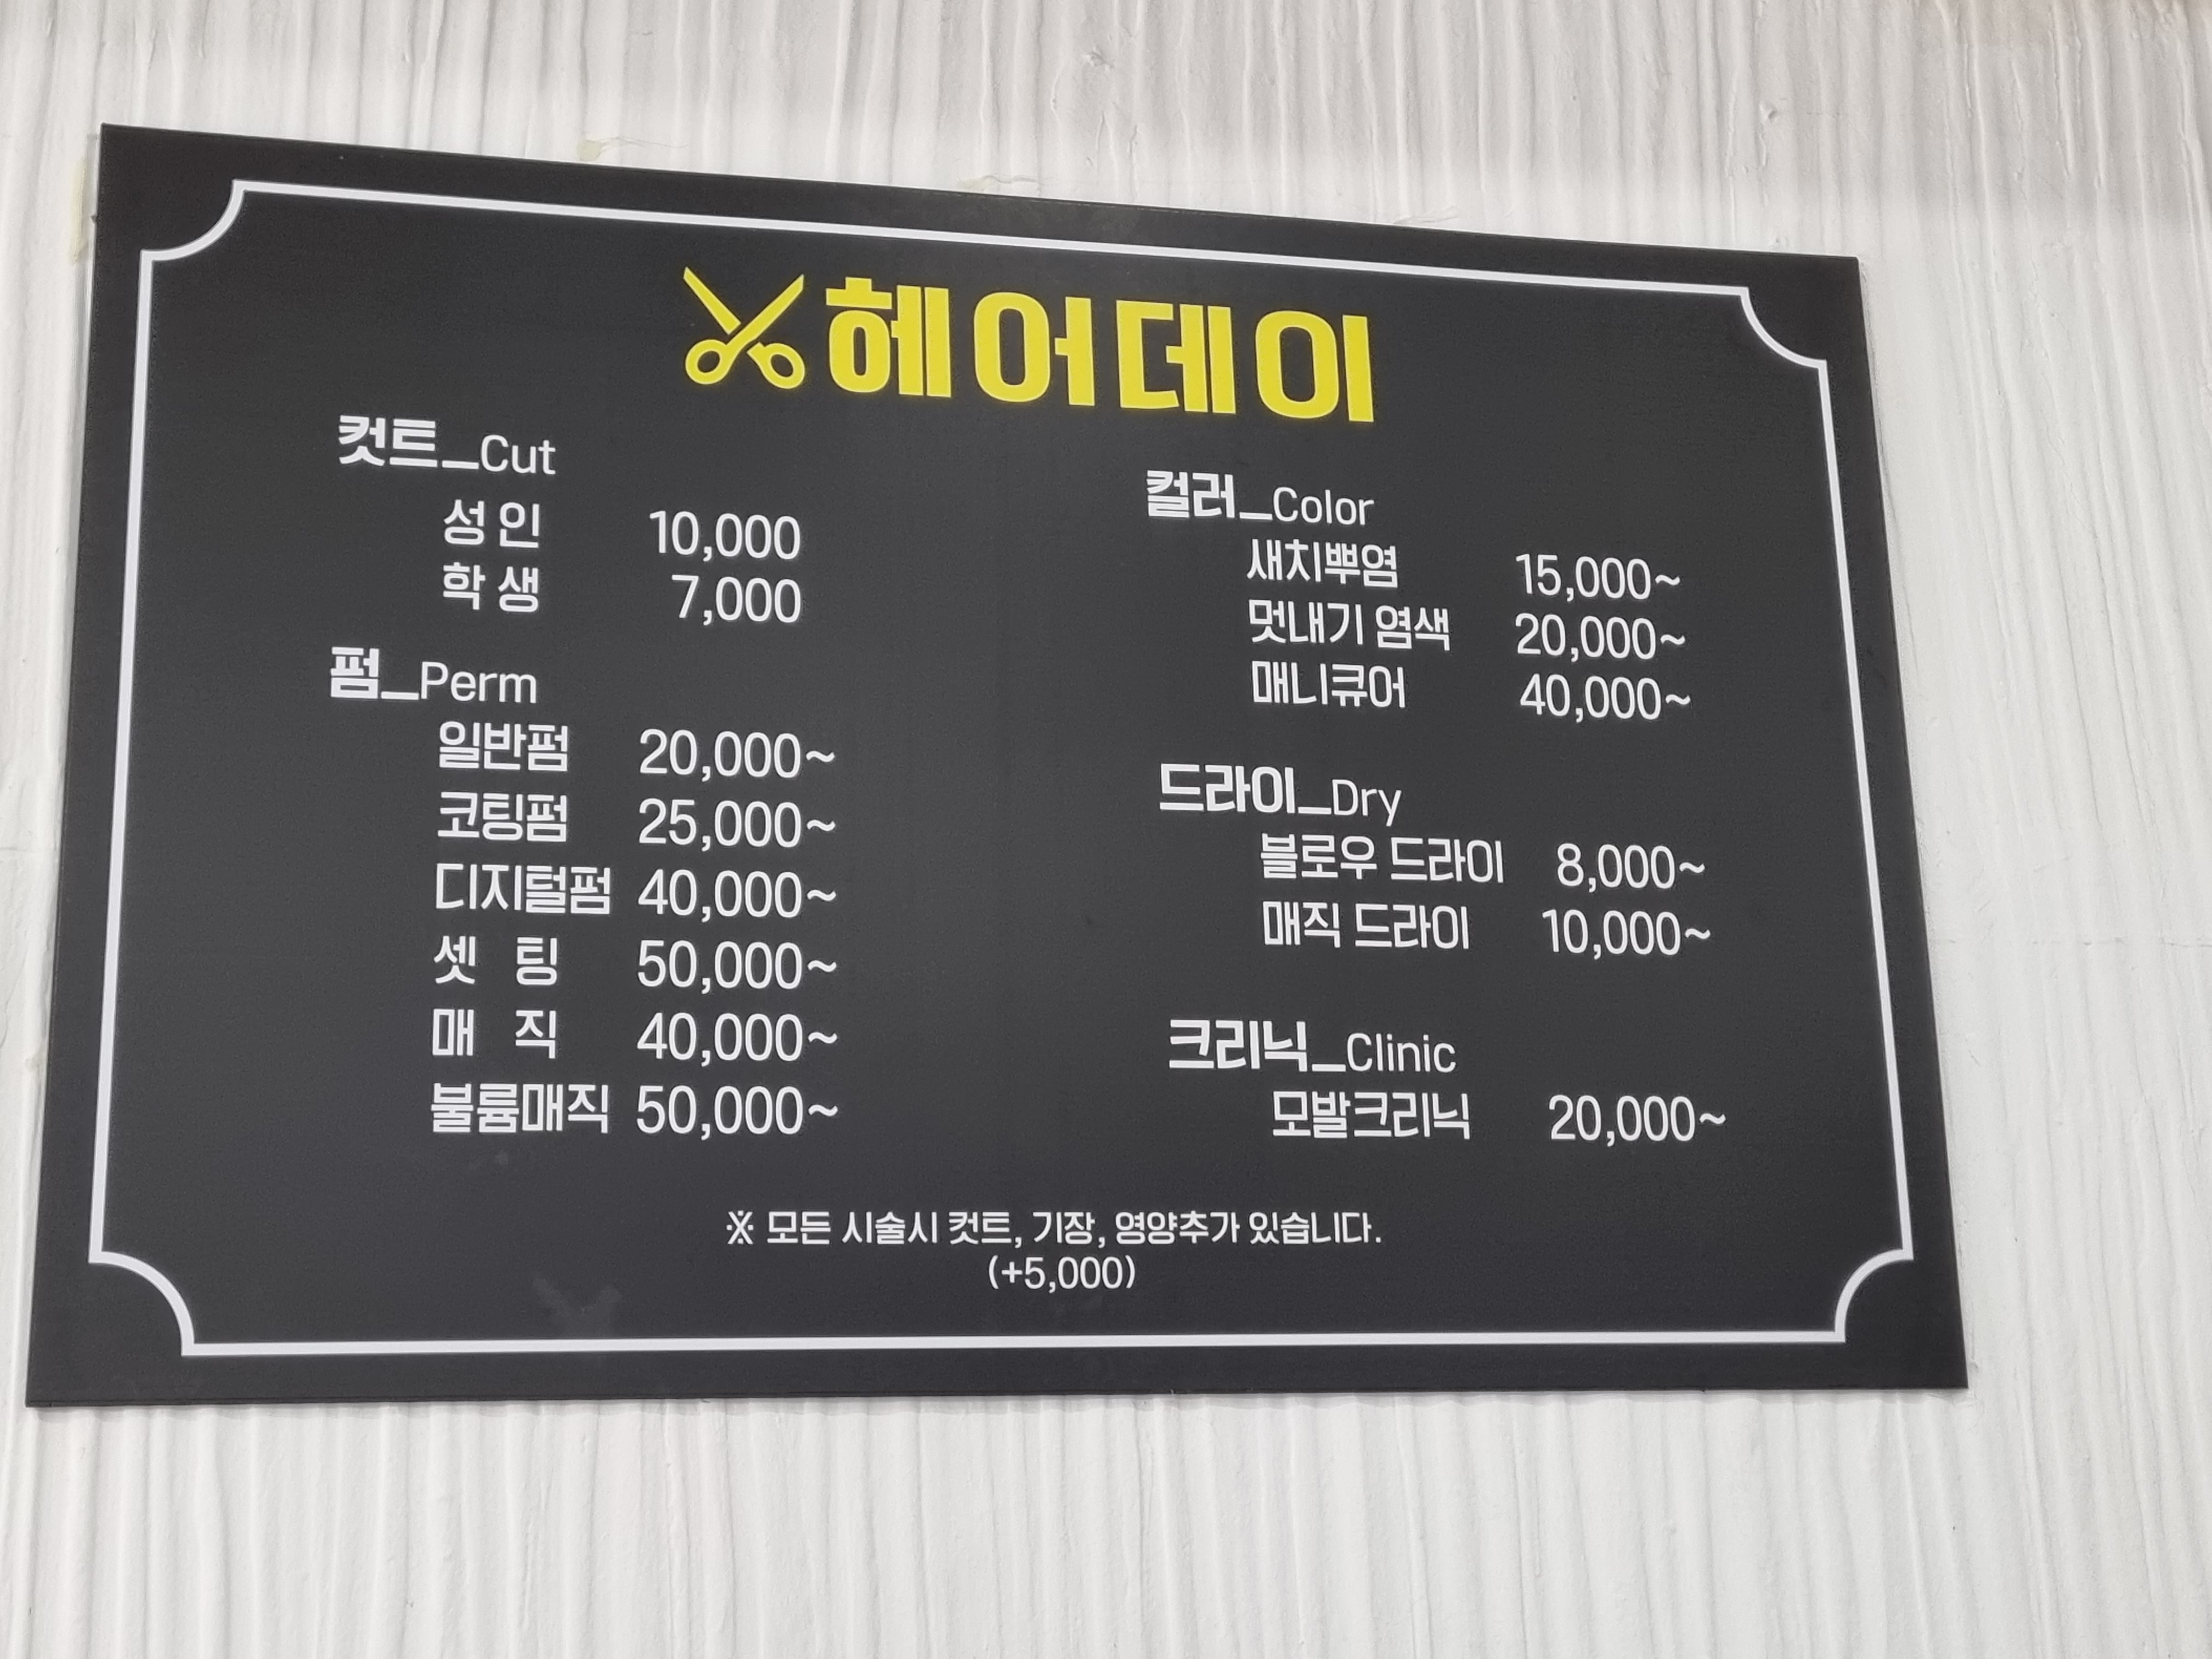 헤어데이
컷트_Cut
성인 10,000
학생 7,000
펌_Perm
일반펌 20,000~
코팅펌 25,000~
디지털펌 40,000~
셋 팅 50,000~
매 직 40,000~
볼륨매직 50,000~
컬러_Color
새치뿌염 15,000~
멋내기 염색 20,000~
매니큐어 40,000~
드라이_Dry
블로우 드라이 8,000~
매직 드라이 10,000~
크리닉_Clinic
모발크리닉 20,000~
※ 모든 시술시 컷트, 기장, 영양추가 있습니다.
(+5,000)